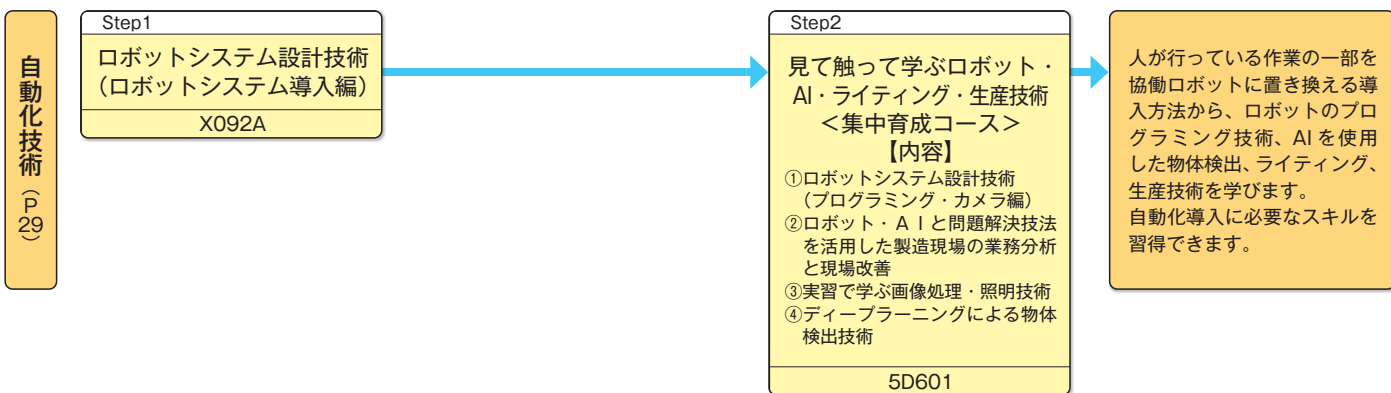 自動化技術（P29）
Step1
ロボットシステム設計技術
（ロボットシステム導入編）
X092A
Step2
見て触って学ぶロボット・
AI・ライティング・生産技術
＜集中育成コース＞
【内容】
①ロボットシステム設計技術
（プログラミング・カメラ編）
②ロボット・ＡＩと問題解決技法
を活用した製造現場の業務分析
と現場改善
③実習で学ぶ画像処理・照明技術
④ディープラーニングによる物体
検出技術
5D601
人が行っている作業の一部を
協働ロボットに置き換える導
入方法から、ロボットのプロ
グラミング技術、AIを使用
した物体検出、ライティング、
生産技術を学びます。
自動化導入に必要なスキルを
習得できます。